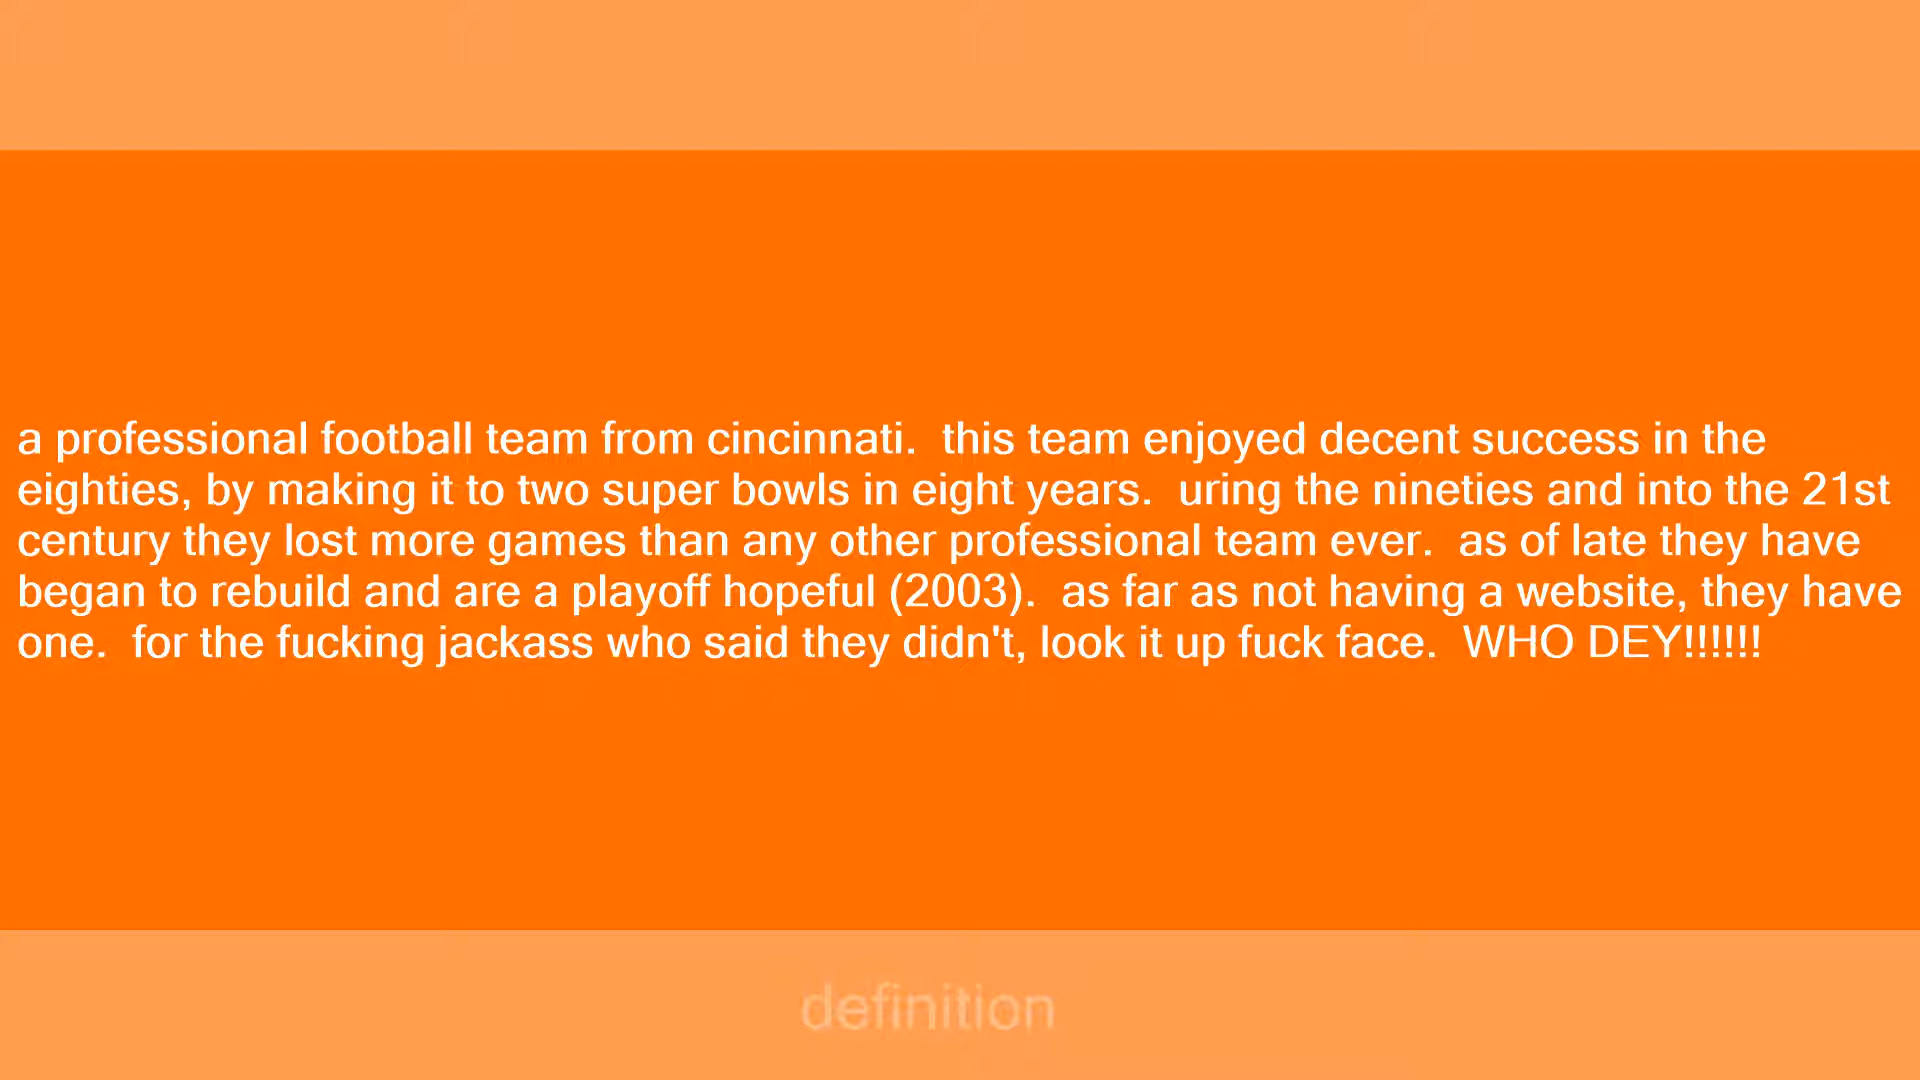 a professional football team from cincinnati.  this team enjoyed decent success in the
eighties, by making it to two super bowls in eight years.  uring the nineties and into the 21st
century they lost more games than any other professional team ever.  as of late they have
began to rebuild and are a playoff hopeful (2003).  as far as not having a website, they have
one.  for the fucking jackass who said they didn't, look it up fuck face.  WHO DEY!!!!!!
definition